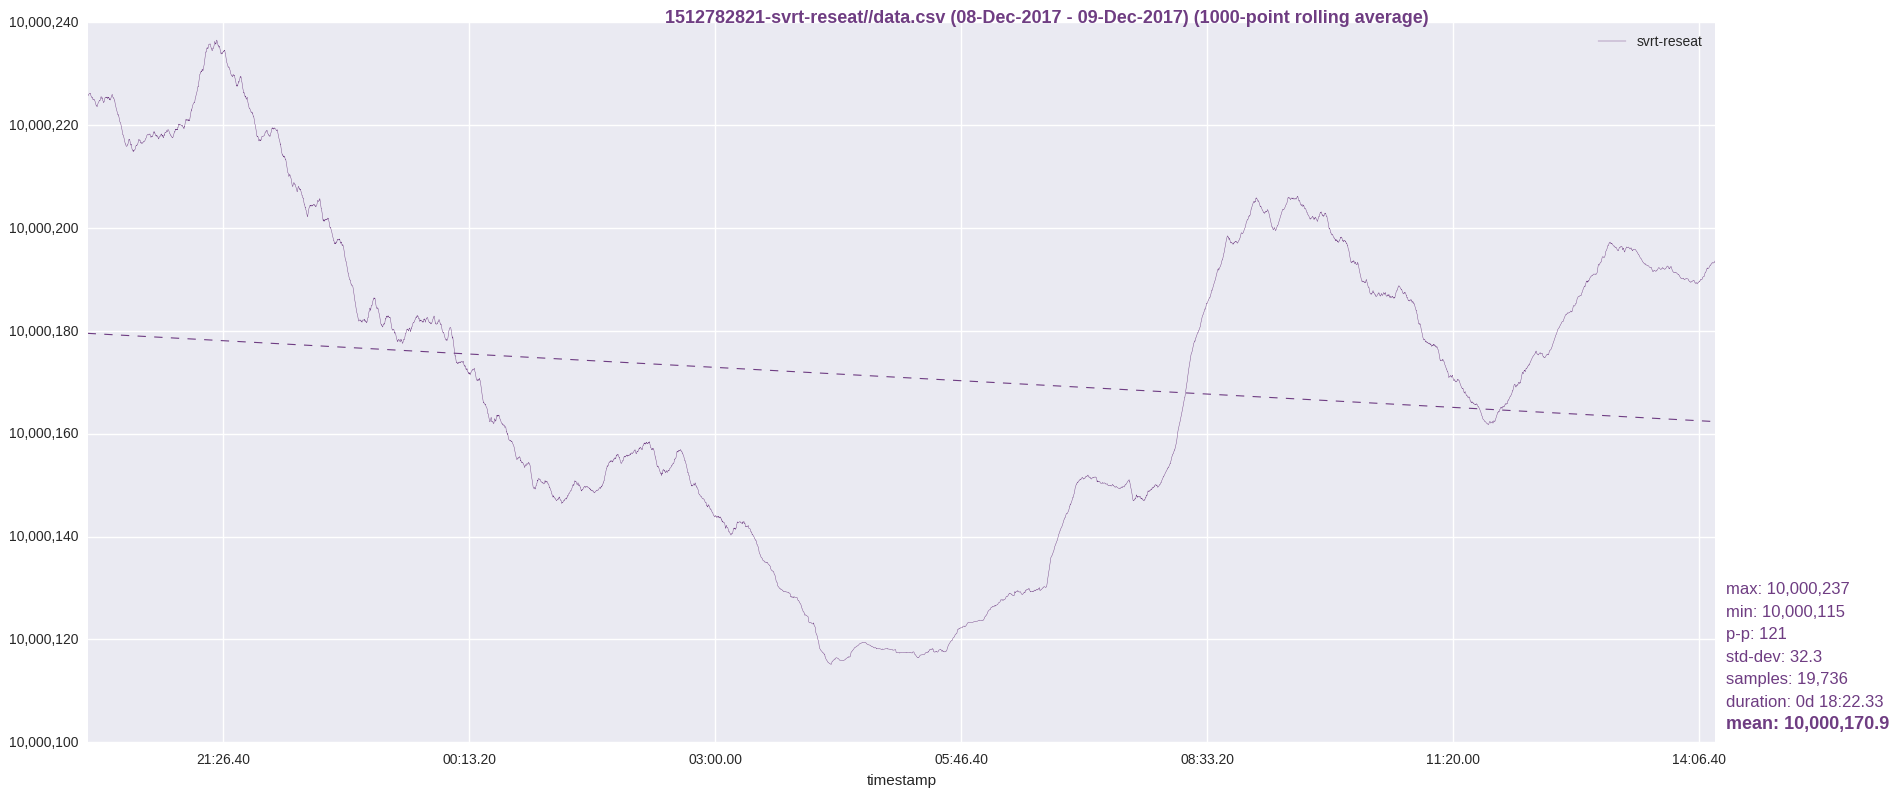 1512782821-svrt-reseat//data.csv (08-Dec-2017 - 09-Dec-2017) (1000-point rolling average)
svrt-reseat
10,000,240
10,000,220
10,000,200
10,000,180
10,000,160
10,000,140
10,000,120
10,000,100
max: 10,000,237
min: 10,000,115
p-p: 121
std-dev: 32.3
samples: 19,736
duration: 0d 18:22.33
mean: 10,000,170.9
21:26.40 00:13.20 03:00.00 05:46.40 08:33.20 11:20.00 14:06.40
timestamp